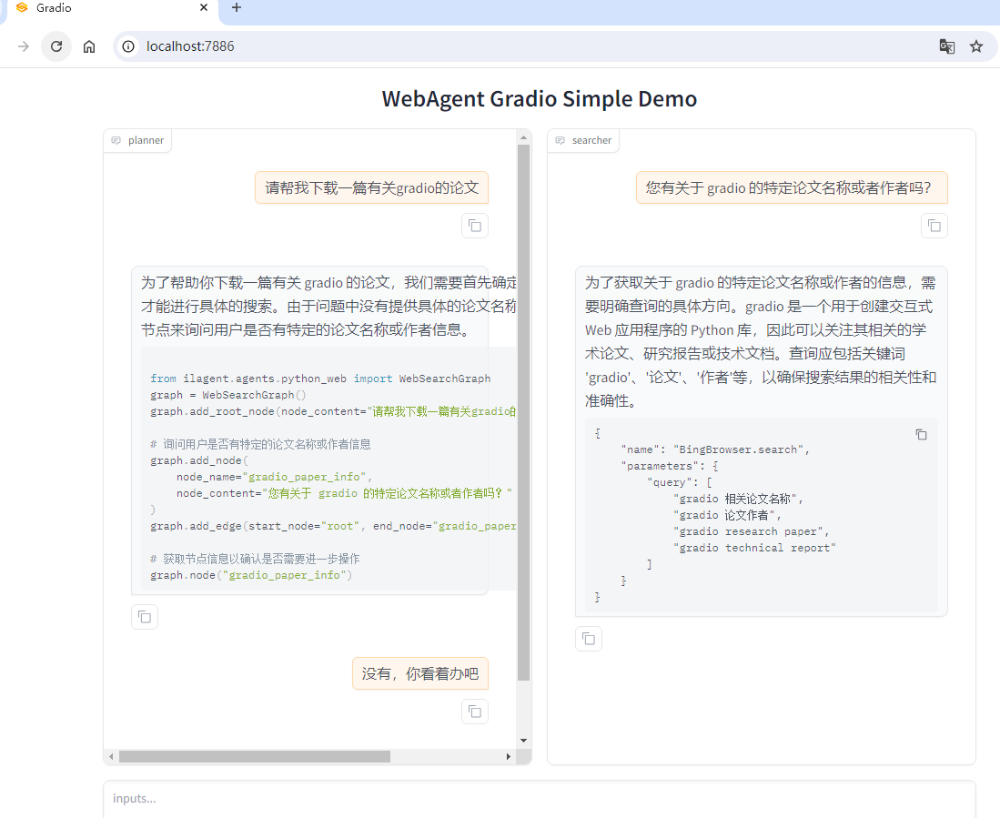 Gradio
localhost:7886
WebAgent Gradio Simple Demo
planner
请帮我下载一篇有关gradio的论文
为了帮助你下载一篇有关 gradio 的论文，我们需要首先确定
才能进行具体的搜索。由于问题中没有提供具体的论文名称
节点来询问用户是否有特定的论文名称或作者信息。
from ilagent.agents.python_web import WebSearchGraph
graph = WebSearchGraph()
graph.add_root_node(node_content="请帮我下载一篇有关gradio的
# 询问用户是否有特定的论文名称或作者信息
graph.add_node(
    node_name="gradio_paper_info",
    node_content="您有关于 gradio 的特定论文名称或者作者吗？"
)
graph.add_edge(start_node="root", end_node="gradio_paper
# 获取节点信息以确认是否需要进一步操作
graph.node("gradio_paper_info")
没有，你看着办吧
searcher
您有关于 gradio 的特定论文名称或者作者吗？
为了获取关于 gradio 的特定论文名称或作者的信息，需
要明确查询的具体方向。gradio 是一个用于创建交互式
Web 应用程序的 Python 库，因此可以关注其相关的学
术论文、研究报告或技术文档。查询应包括关键词
'gradio'、'论文'、'作者'等，以确保搜索结果的相关性和
准确性。
{
    "name": "BingBrowser.search",
    "parameters": {
        "query": [
            "gradio 相关论文名称",
            "gradio 论文作者",
            "gradio research paper",
            "gradio technical report"
        ]
    }
}
inputs...